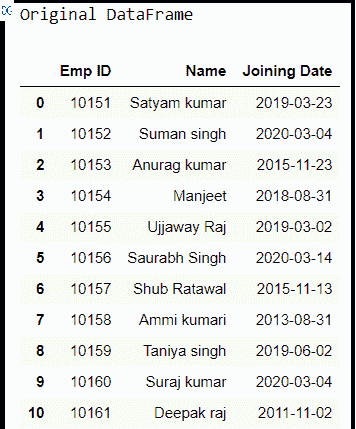 Original DataFrame
Emp ID Name Joining Date
0 10151 Satyam kumar 2019-03-23
1 10152 Suman singh 2020-03-04
2 10153 Anurag kumar 2015-11-23
3 10154 Manjeet 2018-08-31
4 10155 Ujjaway Raj 2019-03-02
5 10156 Saurabh Singh 2020-03-14
6 10157 Shub Ratawal 2015-11-13
7 10158 Ammi kumari 2013-08-31
8 10159 Taniya singh 2019-06-02
9 10160 Suraj kumar 2020-03-04
10 10161 Deepak raj 2011-11-02